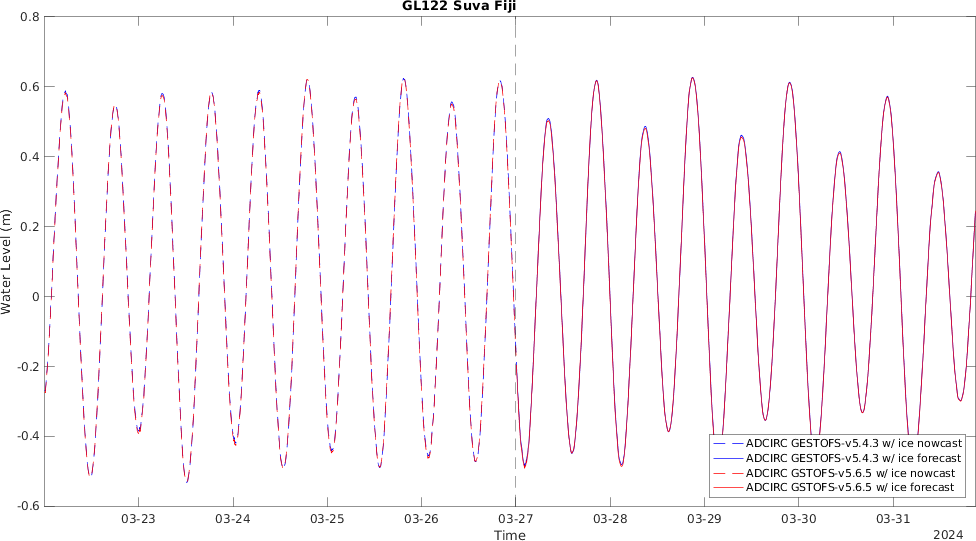 GL122 Suva Fiji
0.8
0.6
0.4
0.2
0
-0.2
-0.4
-0.6
Water Level (m)
ADCIRC GESTOFS-v5.4.3 w/ ice nowcast
ADCIRC GESTOFS-v5.4.3 w/ ice forecast
ADCIRC GSTOFS-v5.6.5 w/ ice nowcast
ADCIRC GSTOFS-v5.6.5 w/ ice forecast
03-23 03-24 03-25 03-26 03-27 03-28 03-29 03-30 03-31
Time
2024